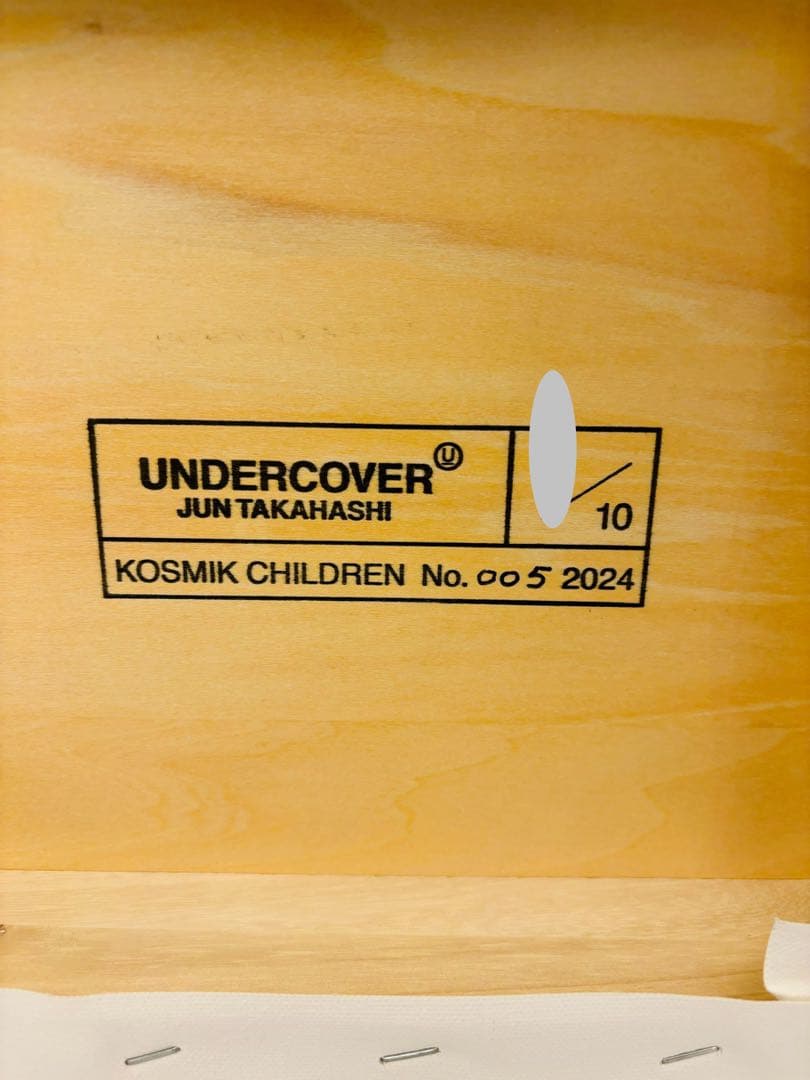 UNDERCOVER Ⓤ
JUN TAKAHASHI
/ 10
KOSMIK CHILDREN No. 005 2024